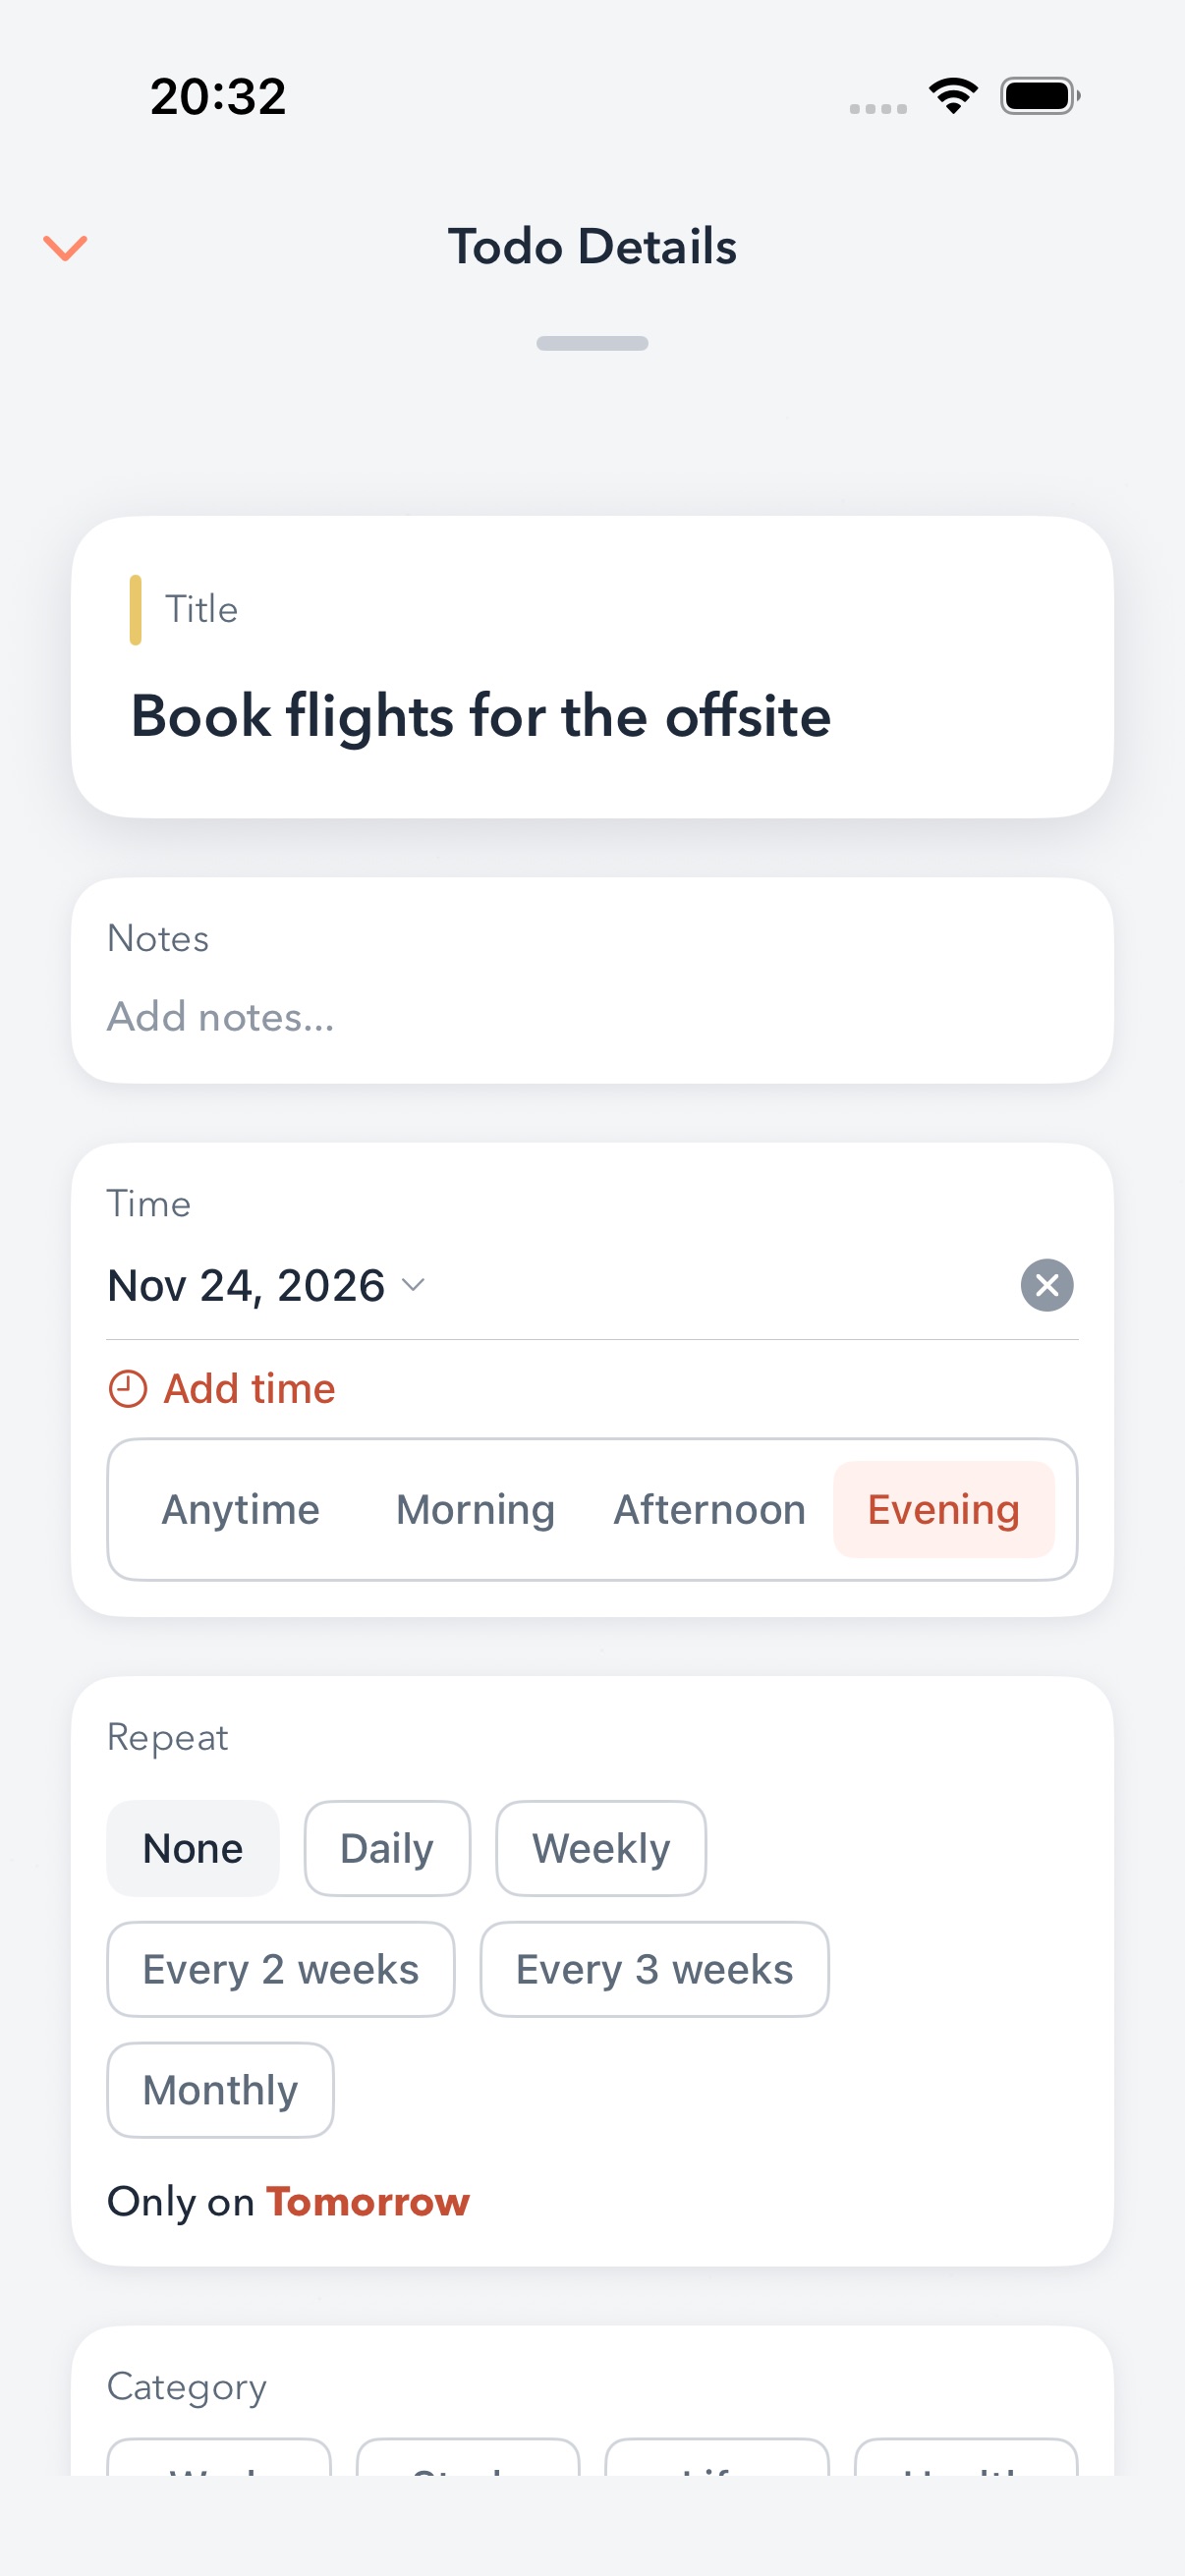 20:32
Todo Details
Title
Book flights for the offsite
Notes
Add notes...
Time
Nov 24, 2026
Add time
Anytime Morning Afternoon Evening
Repeat
None Daily Weekly
Every 2 weeks Every 3 weeks
Monthly
Only on Tomorrow
Category